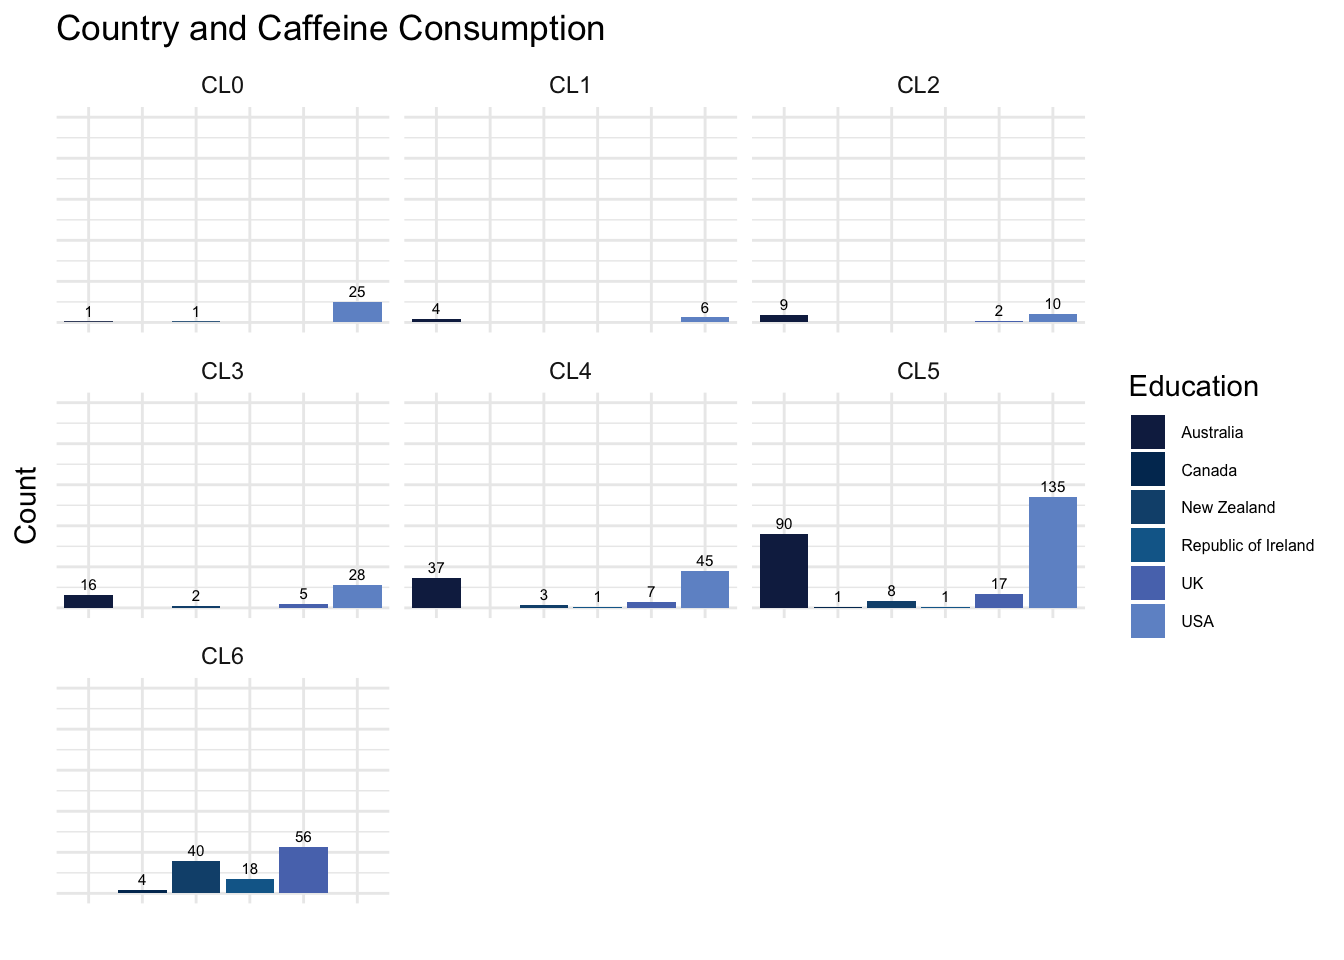 Country and Caffeine Consumption
CL0
CL1
CL2
1
1
25
4
6
9
2
10
CL3
CL4
CL5
16
2
5
28
37
3
1
7
45
90
1
8
1
17
135
CL6
4
40
18
56
Count
Education
Australia
Canada
New Zealand
Republic of Ireland
UK
USA